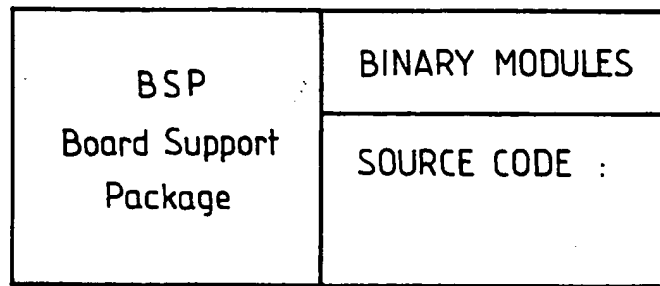 BSP
Board Support
Package
BINARY MODULES
SOURCE CODE :